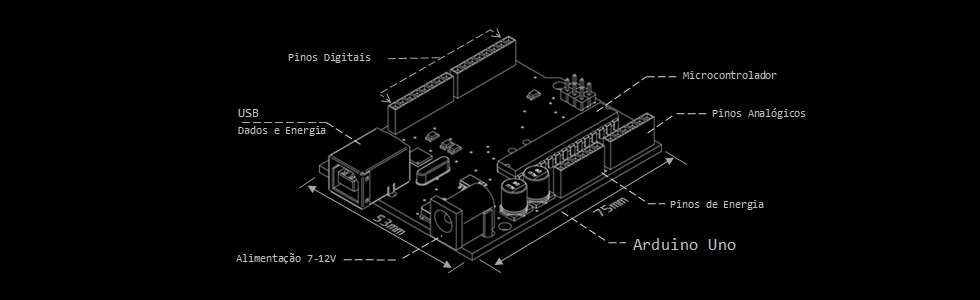 Pinos Digitais
Microcontrolador
USB
Dados e Energia
Pinos Analógicos
Pinos de Energia
53mm
75mm
Arduino Uno
Alimentação 7-12V